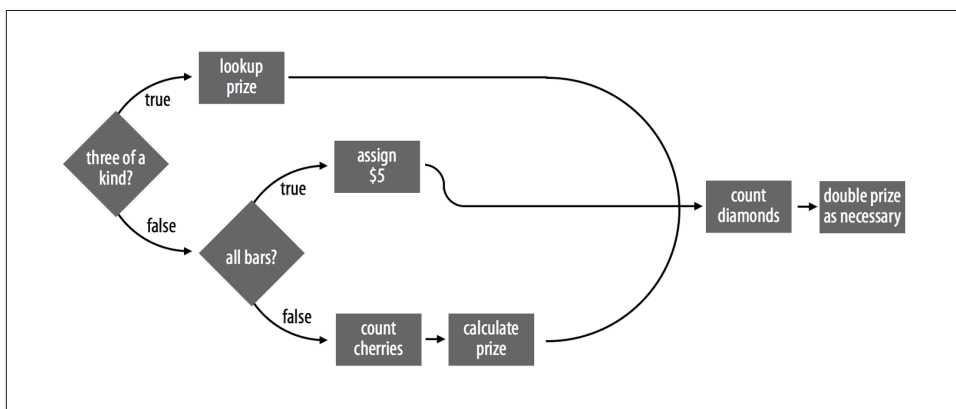 lookup
prize
true
three of a
kind?
false
assign
$5
true
all bars?
false
count
cherries
calculate
prize
count
diamonds
double prize
as necessary